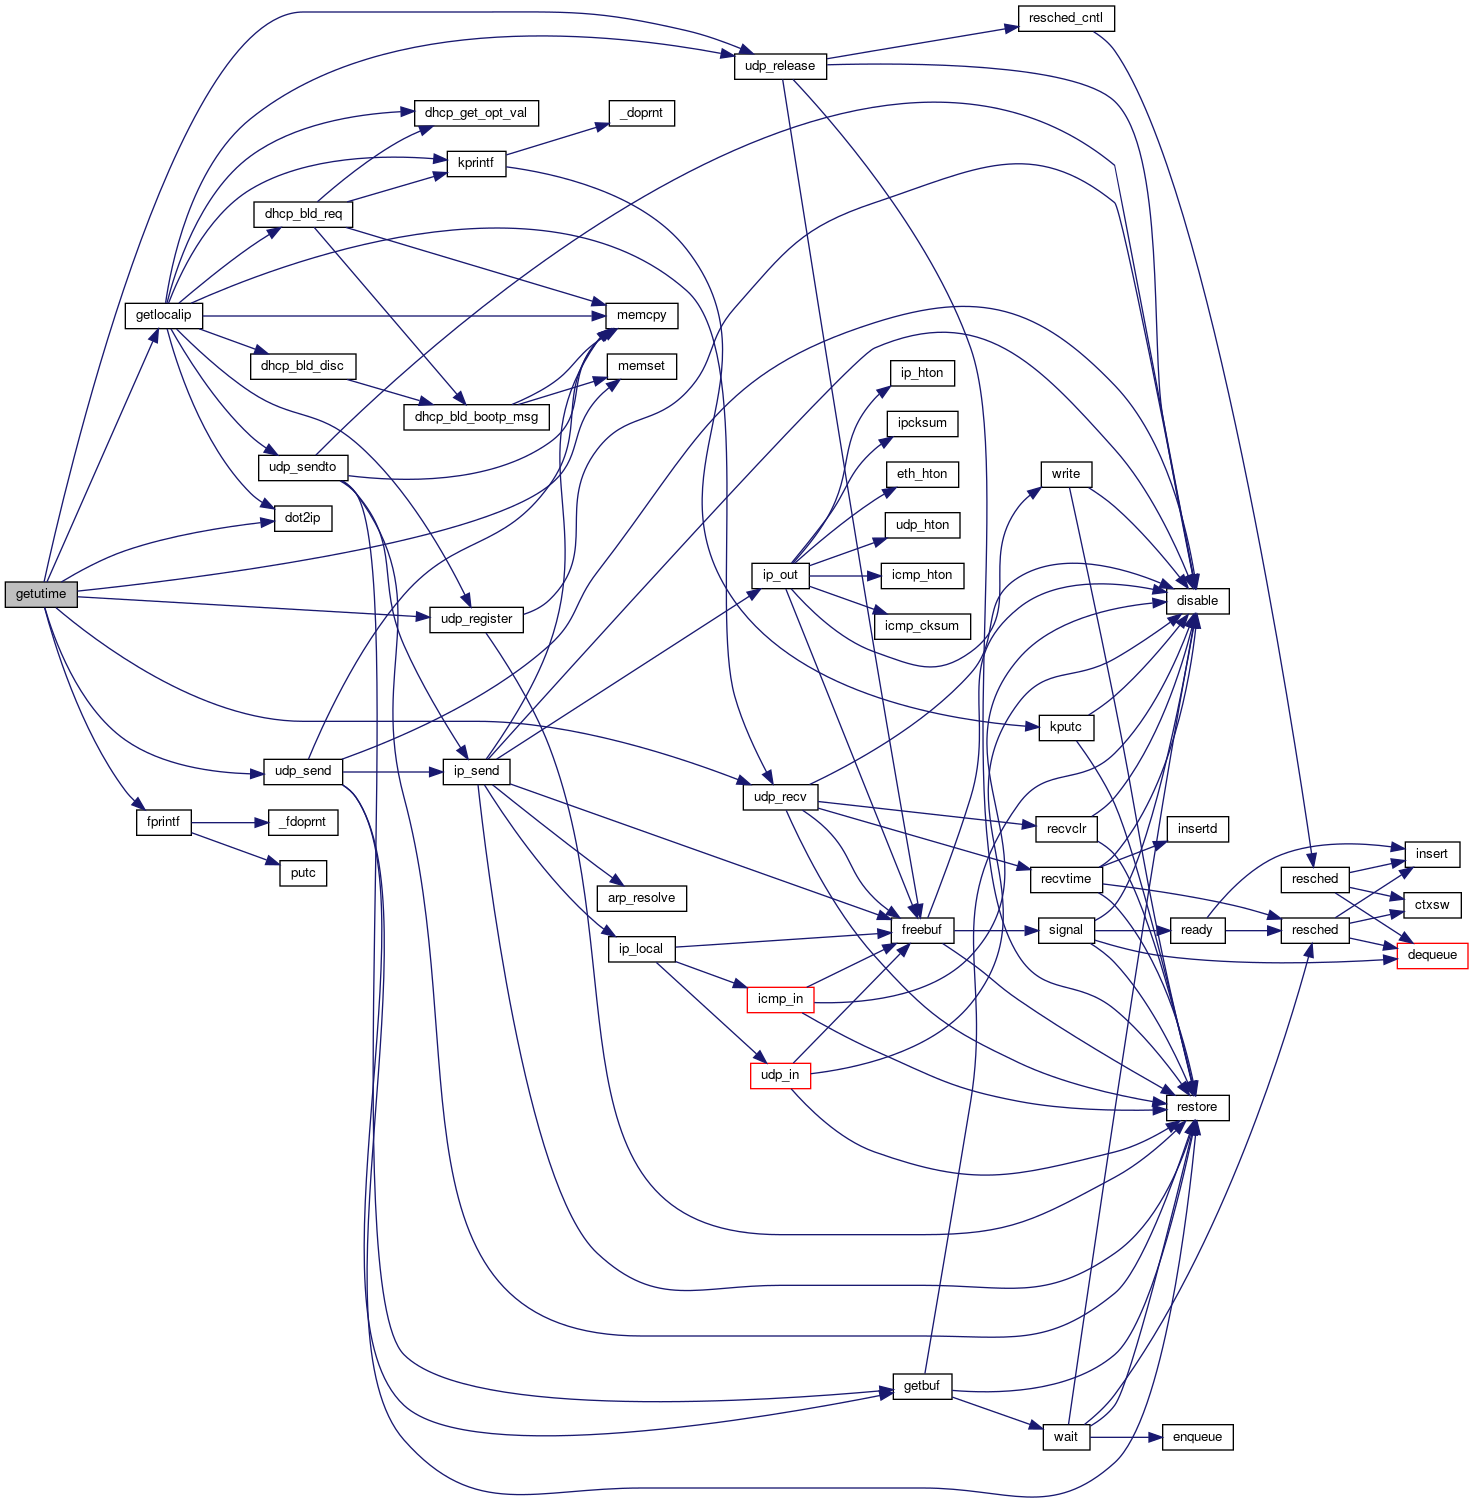 resched_cntl
udp_release
dhcp_get_opt_val
_doprnt
kprintf
dhcp_bld_req
getlocalip
memcpy
dhcp_bld_disc
memset
ip_hton
dhcp_bld_bootp_msg
ipcksum
udp_sendto
eth_hton
write
dot2ip
udp_hton
ip_out
icmp_hton
getutime
disable
udp_register
icmp_cksum
kputc
udp_send
ip_send
udp_recv
fprintf
_fdoprnt
recvclr
insertd
insert
putc
recvtime
resched
arp_resolve
ctxsw
freebuf
signal
ready
resched
ip_local
dequeue
icmp_in
udp_in
restore
getbuf
wait
enqueue